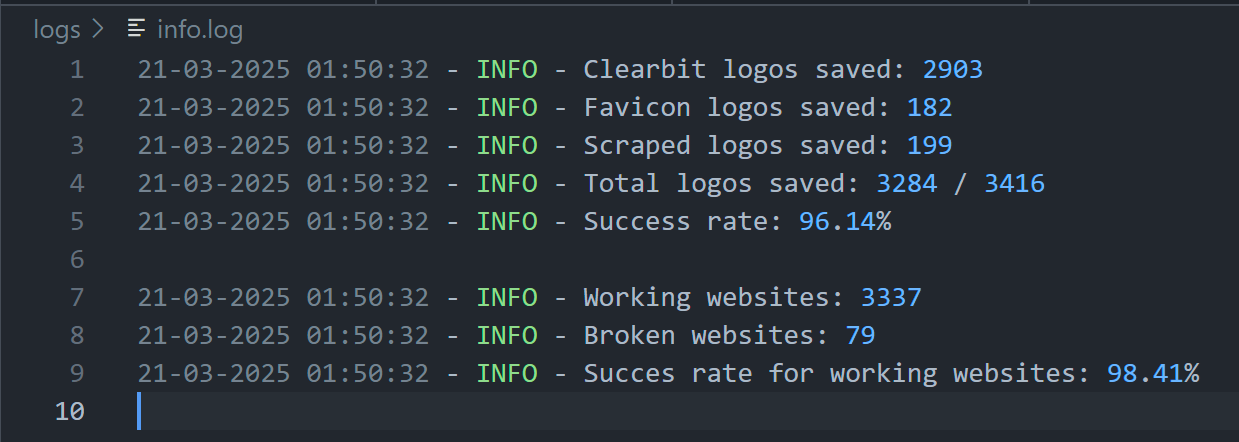 logs > info.log
1 21-03-2025 01:50:32 - INFO - Clearbit logos saved: 2903
2 21-03-2025 01:50:32 - INFO - Favicon logos saved: 182
3 21-03-2025 01:50:32 - INFO - Scraped logos saved: 199
4 21-03-2025 01:50:32 - INFO - Total logos saved: 3284 / 3416
5 21-03-2025 01:50:32 - INFO - Success rate: 96.14%
6
7 21-03-2025 01:50:32 - INFO - Working websites: 3337
8 21-03-2025 01:50:32 - INFO - Broken websites: 79
9 21-03-2025 01:50:32 - INFO - Succes rate for working websites: 98.41%
10